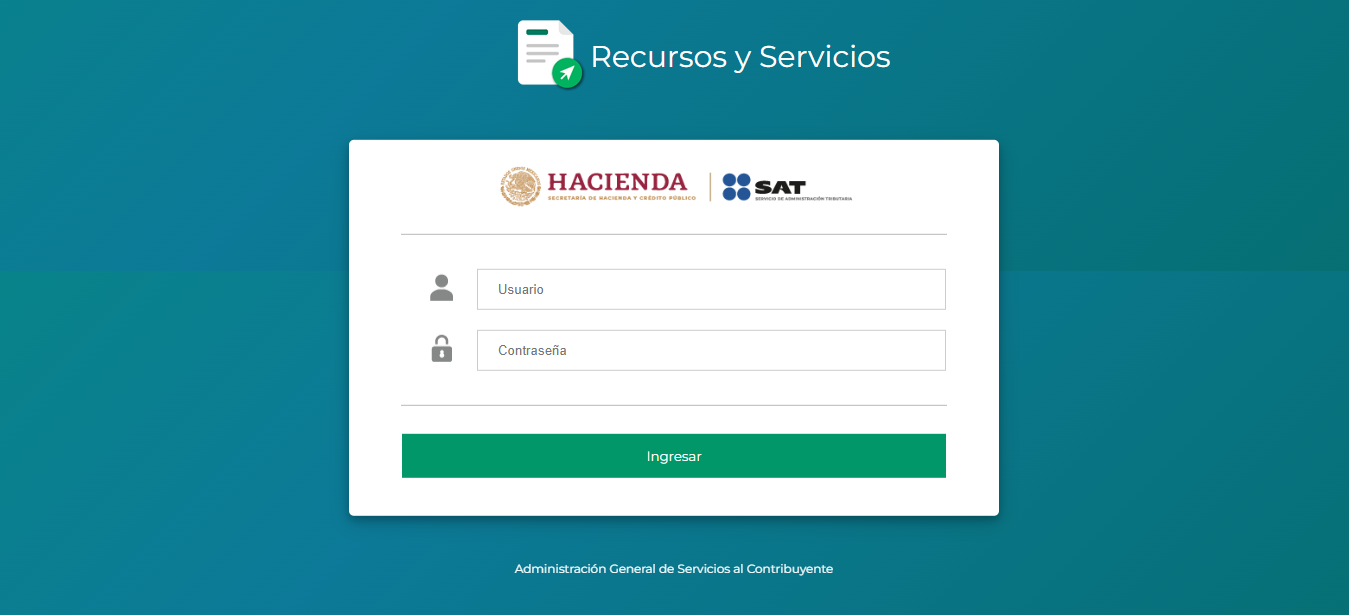 Recursos y Servicios
HACIENDA
SECRETARÍA DE HACIENDA Y CRÉDITO PÚBLICO
SAT
SERVICIO DE ADMINISTRACIÓN TRIBUTARIA
Usuario
Contraseña
Ingresar
Administración General de Servicios al Contribuyente